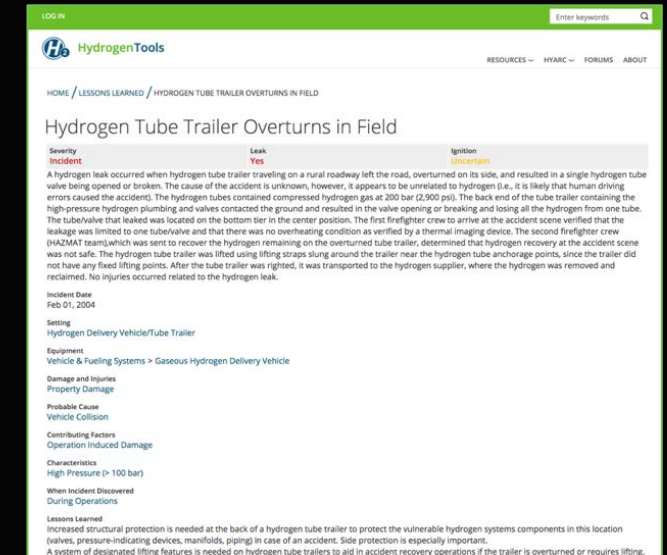 LOG IN
Enter keywords
H2 HydrogenTools
RESOURCES HYARC FORUMS ABOUT
HOME / LESSONS LEARNED / HYDROGEN TUBE TRAILER OVERTURNS IN FIELD
Hydrogen Tube Trailer Overturns in Field
Severity Leak Ignition
Incident Yes Uncertain
A hydrogen leak occurred when hydrogen tube trailer traveling on a rural roadway left the road, overturned on its side, and resulted in a single hydrogen tube
valve being opened or broken. The cause of the accident is unknown, however, it appears to be unrelated to hydrogen (i.e., it is likely that human driving
errors caused the accident). The hydrogen tubes contained compressed hydrogen gas at 200 bar (2,900 psi). The back end of the tube trailer containing the
high-pressure hydrogen plumbing and valves contacted the ground and resulted in the valve opening or breaking and losing all the hydrogen from one tube.
The tube/valve that leaked was located on the bottom tier in the center position. The first firefighter crew to arrive at the accident scene verified that the
leakage was limited to one tube/valve and that there was no overheating condition as verified by a thermal imaging device. The second firefighter crew
(HAZMAT team),which was sent to recover the hydrogen remaining on the overturned tube trailer, determined that hydrogen recovery at the accident scene
was not safe. The hydrogen tube trailer was lifted using lifting straps slung around the trailer near the hydrogen tube anchorage points, since the trailer did
not have any fixed lifting points. After the tube trailer was righted, it was transported to the hydrogen supplier, where the hydrogen was removed and
reclaimed. No injuries occurred related to the hydrogen leak.
Incident Date
Feb 01, 2004
Setting
Hydrogen Delivery Vehicle/Tube Trailer
Equipment
Vehicle & Fueling Systems > Gaseous Hydrogen Delivery Vehicle
Damage and Injuries
Property Damage
Probable Cause
Vehicle Collision
Contributing Factors
Operation Induced Damage
Characteristics
High Pressure (> 100 bar)
When Incident Discovered
During Operations
Lessons Learned
Increased structural protection is needed at the back of a hydrogen tube trailer to protect the vulnerable hydrogen systems components in this location
(valves, pressure-indicating devices, manifolds, piping) in case of an accident. Side protection is especially important.
A system of designated lifting features is needed on hydrogen tube trailers to aid in accident recovery operations if the trailer is overturned or requires lifting.